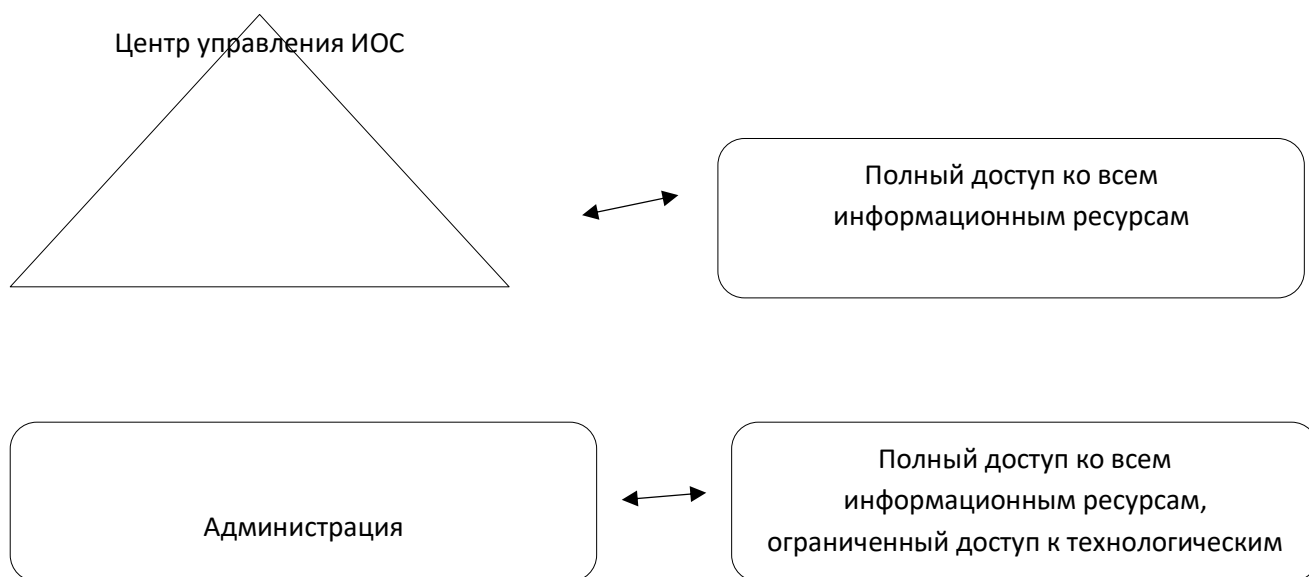 Центр управления ИОС
Полный доступ ко всем
информационным ресурсам
Администрация
Полный доступ ко всем
информационным ресурсам,
ограниченный доступ к технологическим